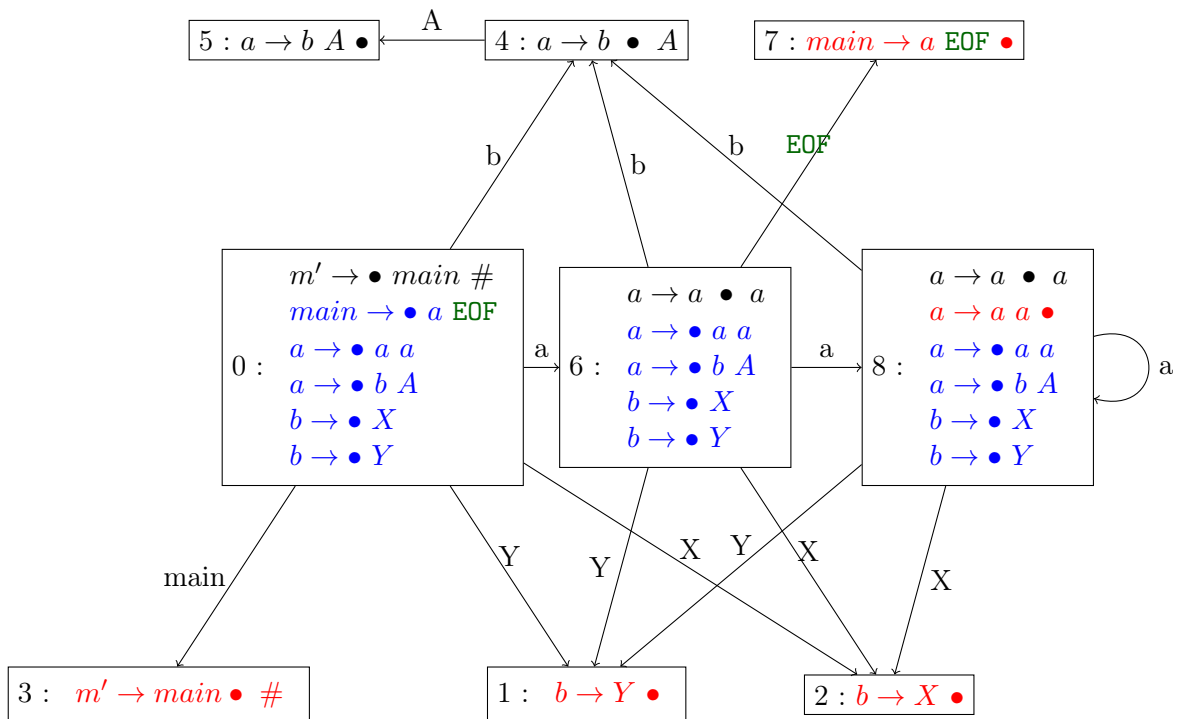 5 : a → b A ●
A
4 : a → b ● A
7 : main → a EOF ●
b
b
b
EOF
0 :
m′ → ● main #
main → ● a EOF
a → ● a a
a → ● b A
b → ● X
b → ● Y
a
6 :
a → a ● a
a → ● a a
a → ● b A
b → ● X
b → ● Y
a
8 :
a → a ● a
a → a a ●
a → ● a a
a → ● b A
b → ● X
b → ● Y
a
main
Y
Y
X
Y
X
X
3 : m′ → main ● #
1 : b → Y ●
2 : b → X ●